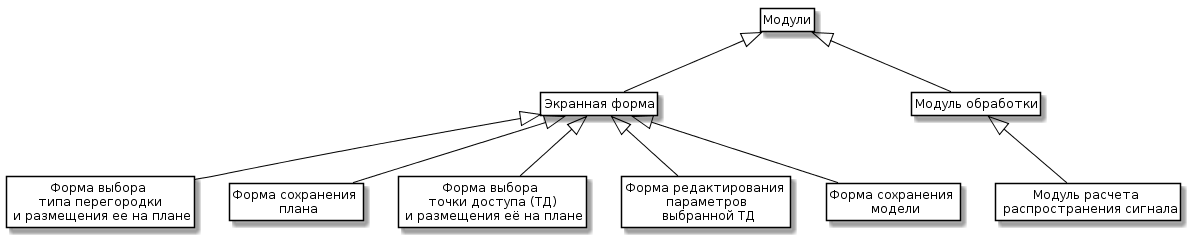 Модули
Экранная форма
Модуль обработки
Форма выбора
типа перегородки
и размещения ее на плане
Форма сохранения
плана
Форма выбора
точки доступа (ТД)
и размещения её на плане
Форма редактирования
параметров
выбранной ТД
Форма сохранения
модели
Модуль расчета
распространения сигнала